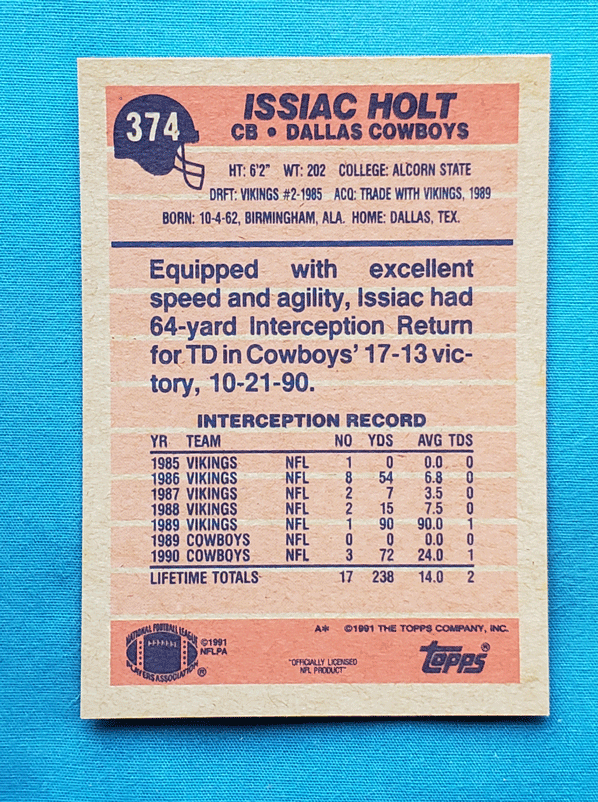 374
ISSIAC HOLT
CB • DALLAS COWBOYS
HT: 6'2" WT: 202 COLLEGE: ALCORN STATE
DRFT: VIKINGS #2-1985 ACQ: TRADE WITH VIKINGS, 1989
BORN: 10-4-62, BIRMINGHAM, ALA. HOME: DALLAS, TEX.
Equipped with excellent
speed and agility, Issiac had
64-yard Interception Return
for TD in Cowboys' 17-13 vic-
tory, 10-21-90.
INTERCEPTION RECORD
YR TEAM NO YDS AVG TDS
1985 VIKINGS NFL 1 0 0.0 0
1986 VIKINGS NFL 8 54 6.8 0
1987 VIKINGS NFL 2 7 3.5 0
1988 VIKINGS NFL 2 15 7.5 0
1989 VIKINGS NFL 1 90 90.0 1
1989 COWBOYS NFL 0 0 0.0 0
1990 COWBOYS NFL 3 72 24.0 1
LIFETIME TOTALS 17 238 14.0 2
A* ©1991 THE TOPPS COMPANY, INC.
NATIONAL FOOTBALL LEAGUE
PLAYERS ASSOCIATION ®
©1991
NFLPA
"OFFICIALLY LICENSED
NFL PRODUCT"
topps®